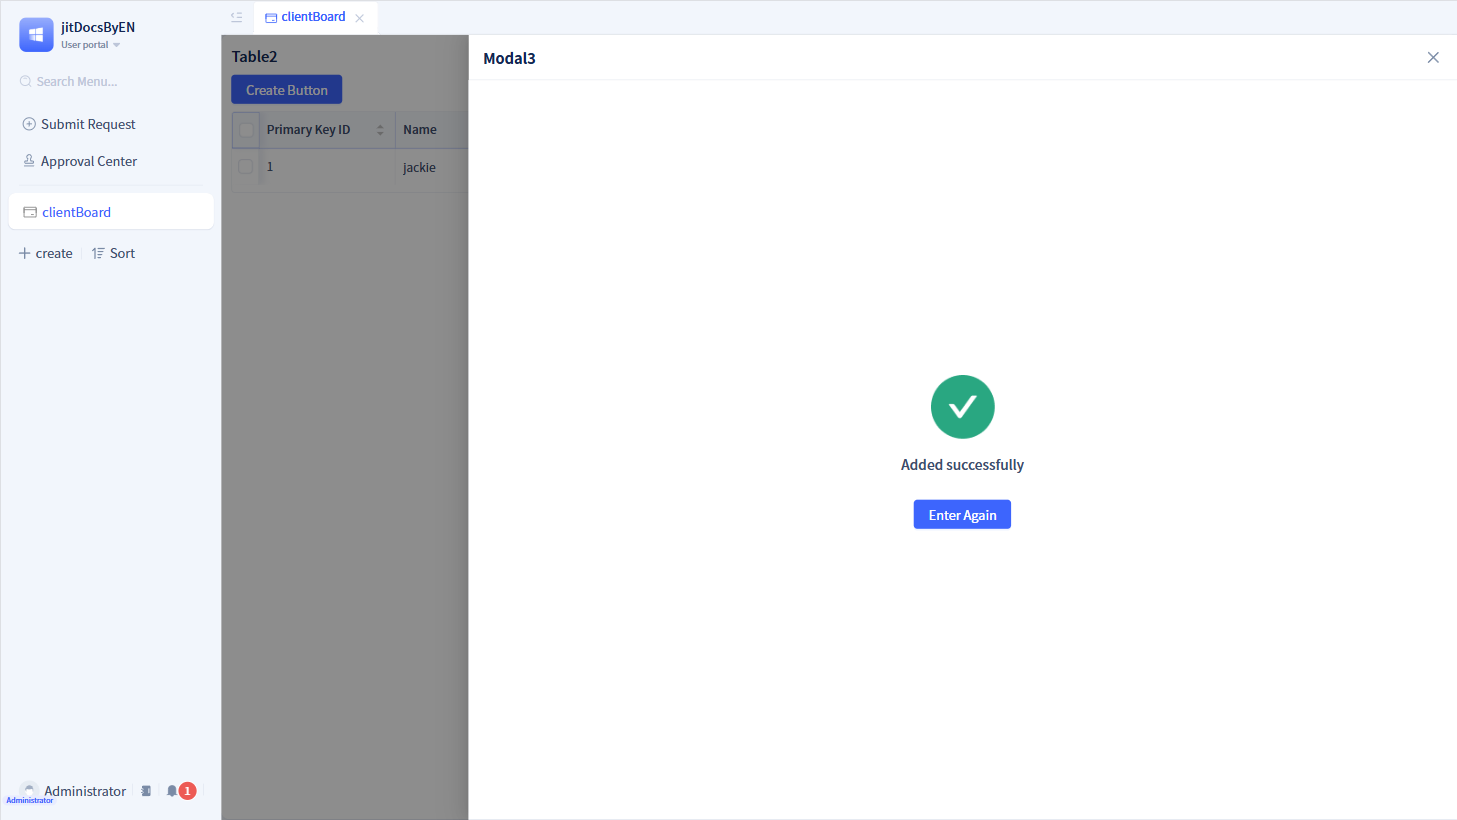 jitDocsByEN
User portal
Search Menu...
Submit Request
Approval Center
clientBoard
create
Sort
Administrator
1
Administrator
clientBoard
Table2
Create Button
Primary Key ID
Name
1
jackie
Modal3
Added successfully
Enter Again